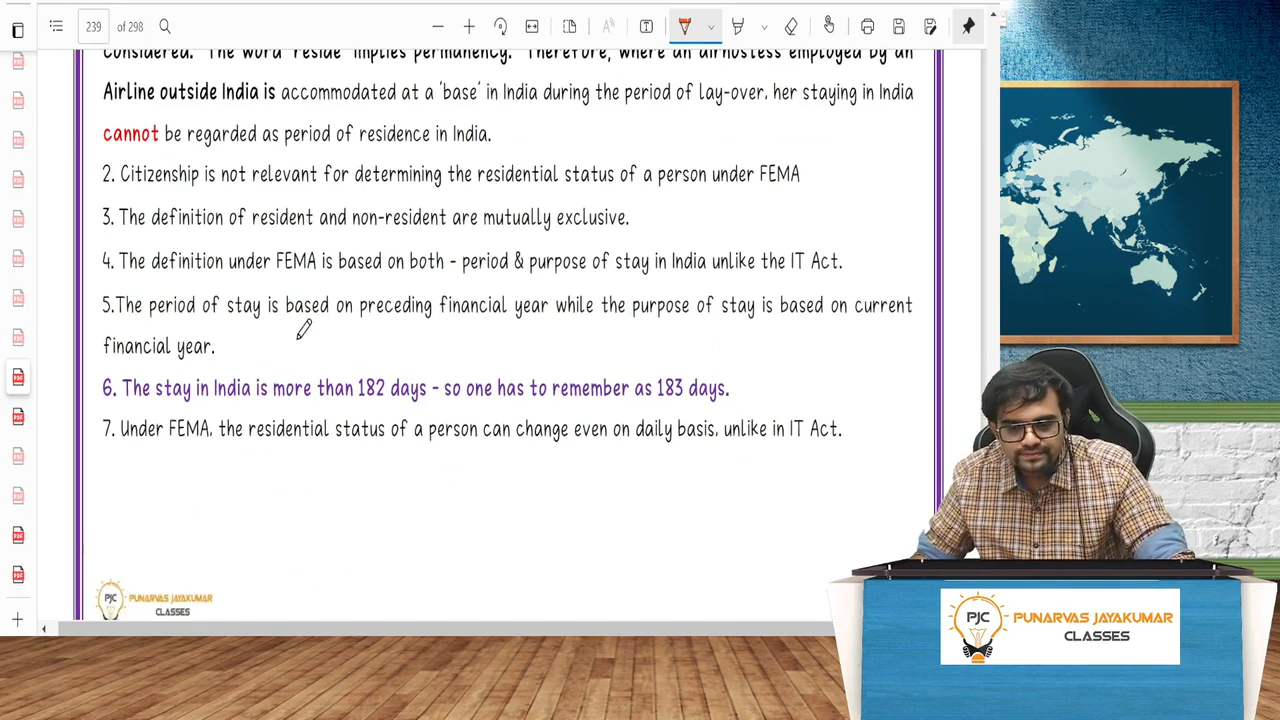 239
of 298
considered. The word 'reside' implies permanency. Therefore, where an airhostess employed by an
Airline outside India is accommodated at a 'base' in India during the period of lay-over, her staying in India
cannot be regarded as period of residence in India.
2. Citizenship is not relevant for determining the residential status of a person under FEMA
3. The definition of resident and non-resident are mutually exclusive.
4. The definition under FEMA is based on both - period & purpose of stay in India unlike the IT Act.
5.The period of stay is based on preceding financial year while the purpose of stay is based on current
financial year.
6. The stay in India is more than 182 days - so one has to remember as 183 days.
7. Under FEMA, the residential status of a person can change even on daily basis, unlike in IT Act.
PJC
PUNARVAS JAYAKUMAR
CLASSES
PJC
PUNARVAS JAYAKUMAR
CLASSES